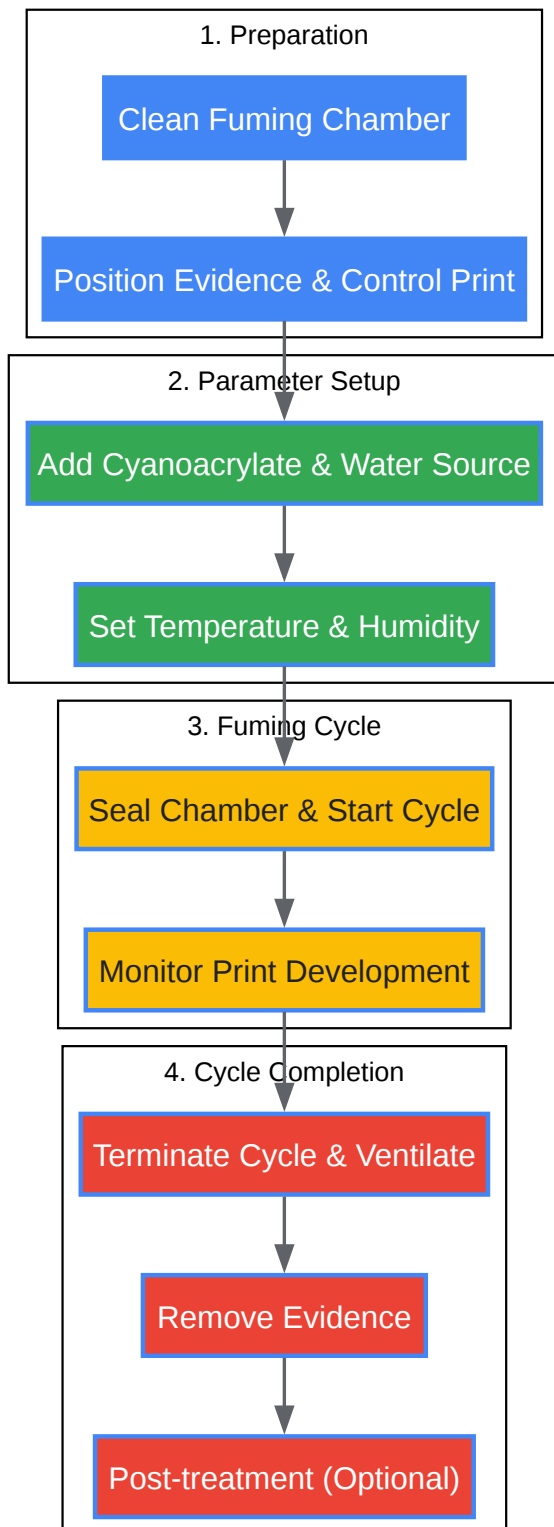 1. Preparation
Clean Fuming Chamber
Position Evidence & Control Print
2. Parameter Setup
Add Cyanoacrylate & Water Source
Set Temperature & Humidity
3. Fuming Cycle
Seal Chamber & Start Cycle
Monitor Print Development
4. Cycle Completion
Terminate Cycle & Ventilate
Remove Evidence
Post-treatment (Optional)